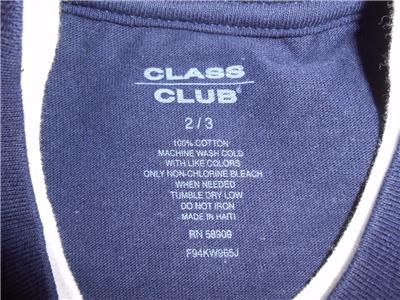 CLASS
CLUB
2 / 3
100% COTTON
MACHINE WASH COLD
WITH LIKE COLORS
ONLY NON-CHLORINE BLEACH
WHEN NEEDED
TUMBLE DRY LOW
DO NOT IRON
MADE IN HAITI
RN 58909
F94KW965J